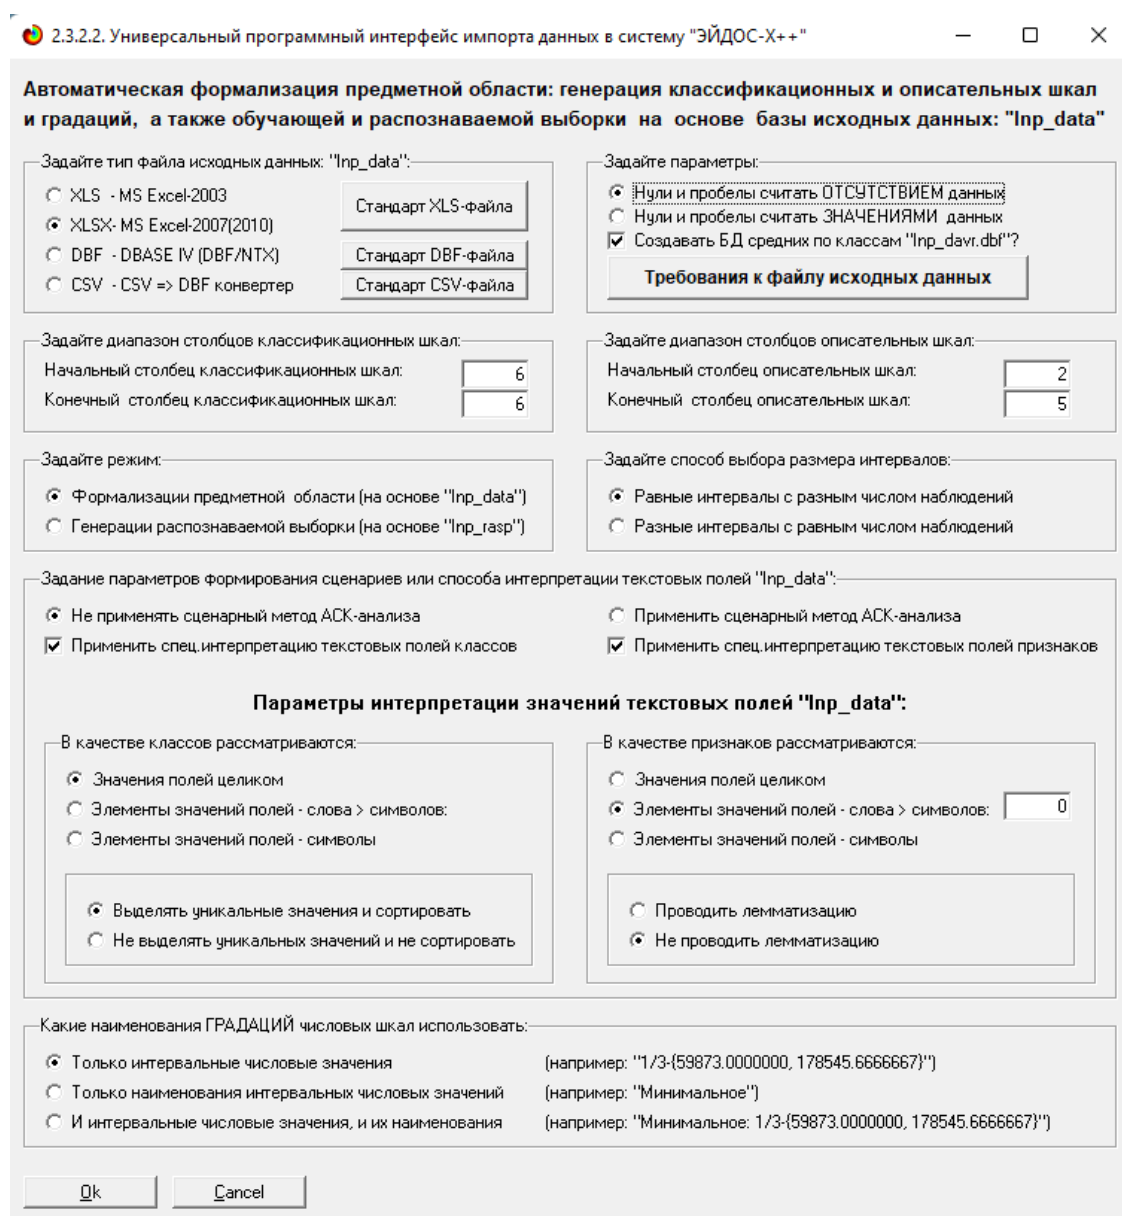 2.3.2.2. Универсальный программный интерфейс импорта данных в систему "ЭЙДОС-X++"
Автоматическая формализация предметной области: генерация классификационных и описательных шкал
и градаций, а также обучающей и распознаваемой выборки на основе базы исходных данных: "Inp_data"
Задайте тип файла исходных данных: "Inp_data":
XLS - MS Excel-2003
XLSX- MS Excel-2007(2010)
DBF - DBASE IV (DBF/NTX)
CSV - CSV => DBF конвертер
Стандарт XLS-файла
Стандарт DBF-файла
Стандарт CSV-файла
Задайте параметры:
Нули и пробелы считать ОТСУТСТВИЕМ данных
Нули и пробелы считать ЗНАЧЕНИЯМИ данных
Создавать БД средних по классам "Inp_davr.dbf"?
Требования к файлу исходных данных
Задайте диапазон столбцов классификационных шкал:
Начальный столбец классификационных шкал: 6
Конечный столбец классификационных шкал: 6
Задайте диапазон столбцов описательных шкал:
Начальный столбец описательных шкал: 2
Конечный столбец описательных шкал: 5
Задайте режим:
Формализации предметной области (на основе "Inp_data")
Генерации распознаваемой выборки (на основе "Inp_rasp")
Задайте способ выбора размера интервалов:
Равные интервалы с разным числом наблюдений
Разные интервалы с равным числом наблюдений
Задание параметров формирования сценариев или способа интерпретации текстовых полей "Inp_data":
Не применять сценарный метод АСК-анализа
Применить сценарный метод АСК-анализа
Применить спец.интерпретацию текстовых полей классов
Применить спец.интерпретацию текстовых полей признаков
Параметры интерпретации значений текстовых полей "Inp_data":
В качестве классов рассматриваются:
Значения полей целиком
Элементы значений полей - слова > символов:
Элементы значений полей - символы
Выделять уникальные значения и сортировать
Не выделять уникальных значений и не сортировать
В качестве признаков рассматриваются:
Значения полей целиком
Элементы значений полей - слова > символов: 0
Элементы значений полей - символы
Проводить лемматизацию
Не проводить лемматизацию
Какие наименования ГРАДАЦИЙ числовых шкал использовать:
Только интервальные числовые значения (например: "1/3-{59873.0000000, 178545.6666667}")
Только наименования интервальных числовых значений (например: "Минимальное")
И интервальные числовые значения, и их наименования (например: "Минимальное: 1/3-{59873.0000000, 178545.6666667}")
Ok Cancel